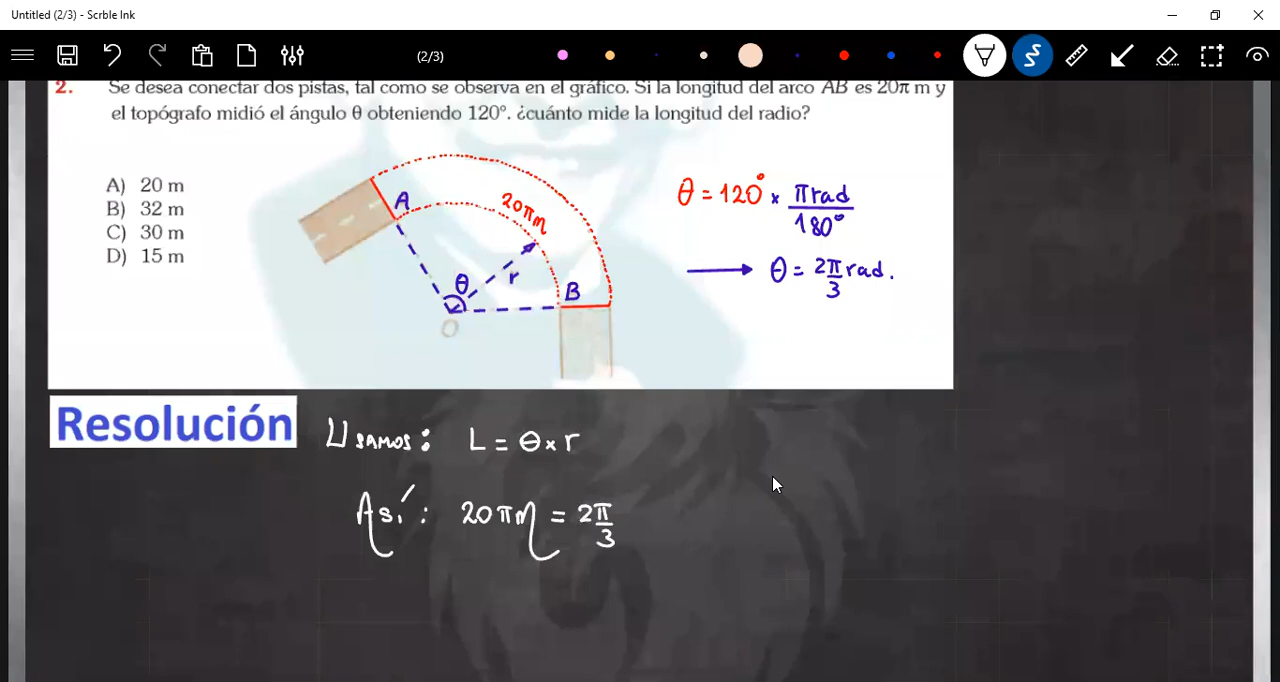 Untitled (2/3) - Scrble Ink
(2/3)
2. Se desea conectar dos pistas, tal como se observa en el gráfico. Si la longitud del arco AB es 20π m y
el topógrafo midió el ángulo θ obteniendo 120°. ¿cuánto mide la longitud del radio?
A) 20 m
B) 32 m
C) 30 m
D) 15 m
A
20πm
θ
r
B
O
θ = 120° × πrad/180°
θ = 2π/3 rad.
Resolución
Usamos: L = θ × r
Así: 20πm = 2π/3